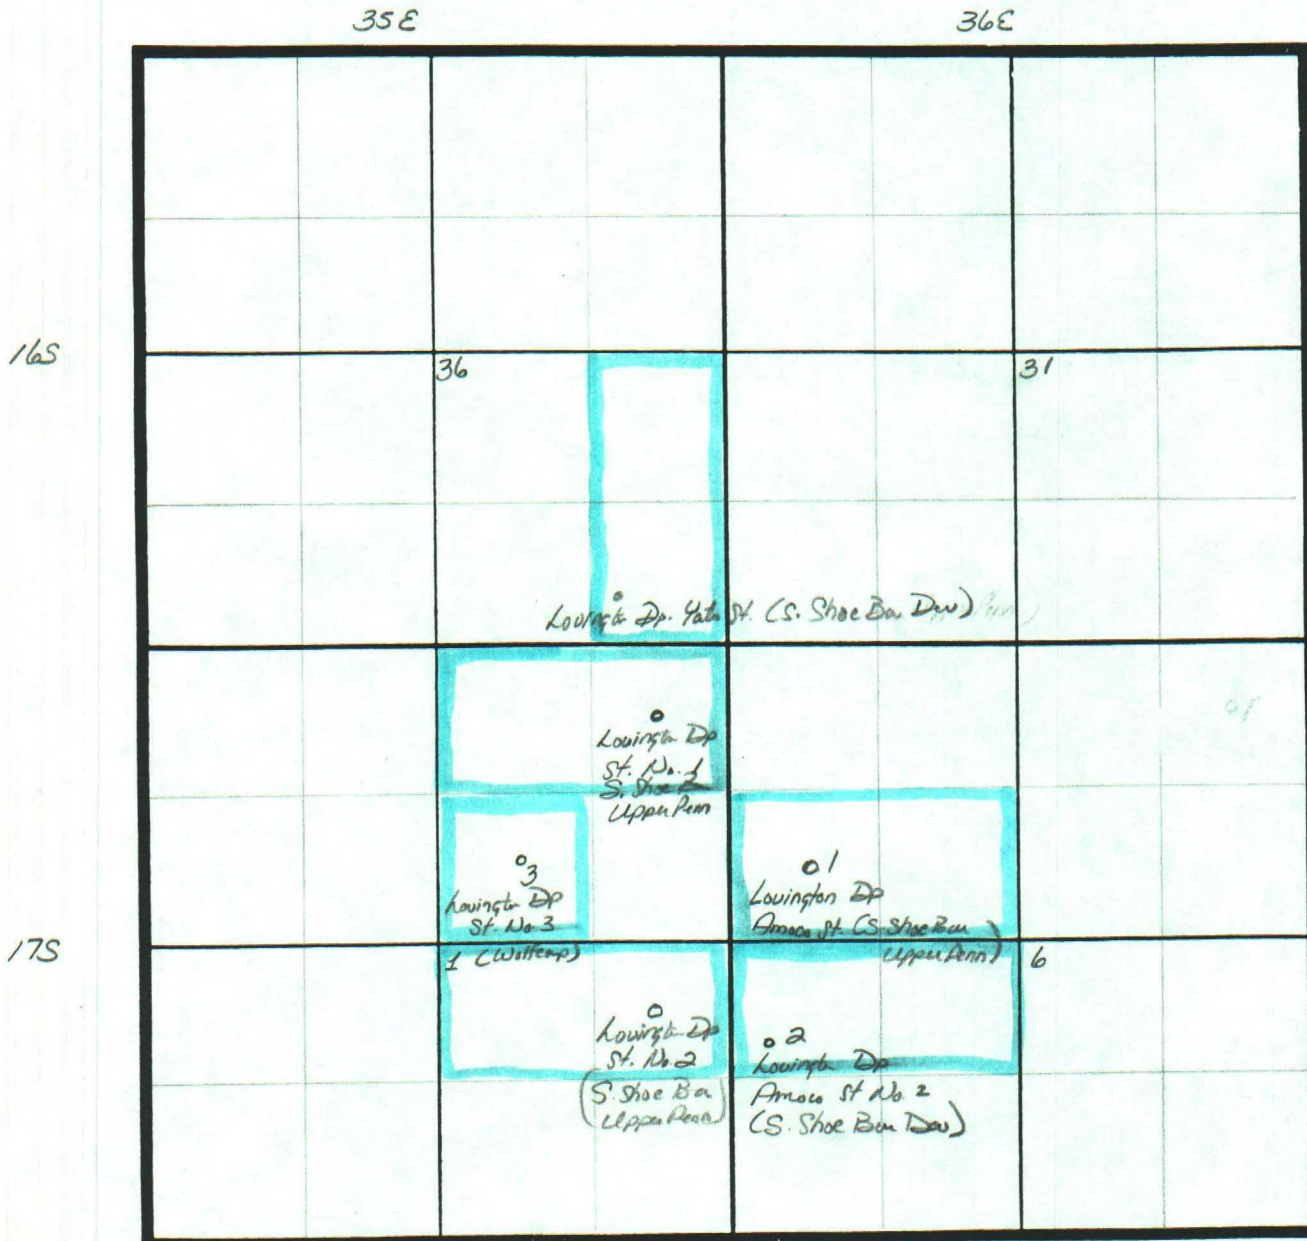 35E
36E
16S
36
31
Lovington Dp. Yates St. (S. Shoe Bar Dev)
Lovington Dp
St. No. 1
S. Shoe Bar
Upper Penn
3
Lovington DP
St. No 3
1 (Wolfcamp)
1
Lovington DP
Amoco St. (S. Shoe Bar
Upper Penn)
17S
6
Lovington Dp
St. No. 2
(S. Shoe Bar
Upper Penn)
2
Lovington Dp
Amoco St No. 2
(S. Shoe Bar Dev)